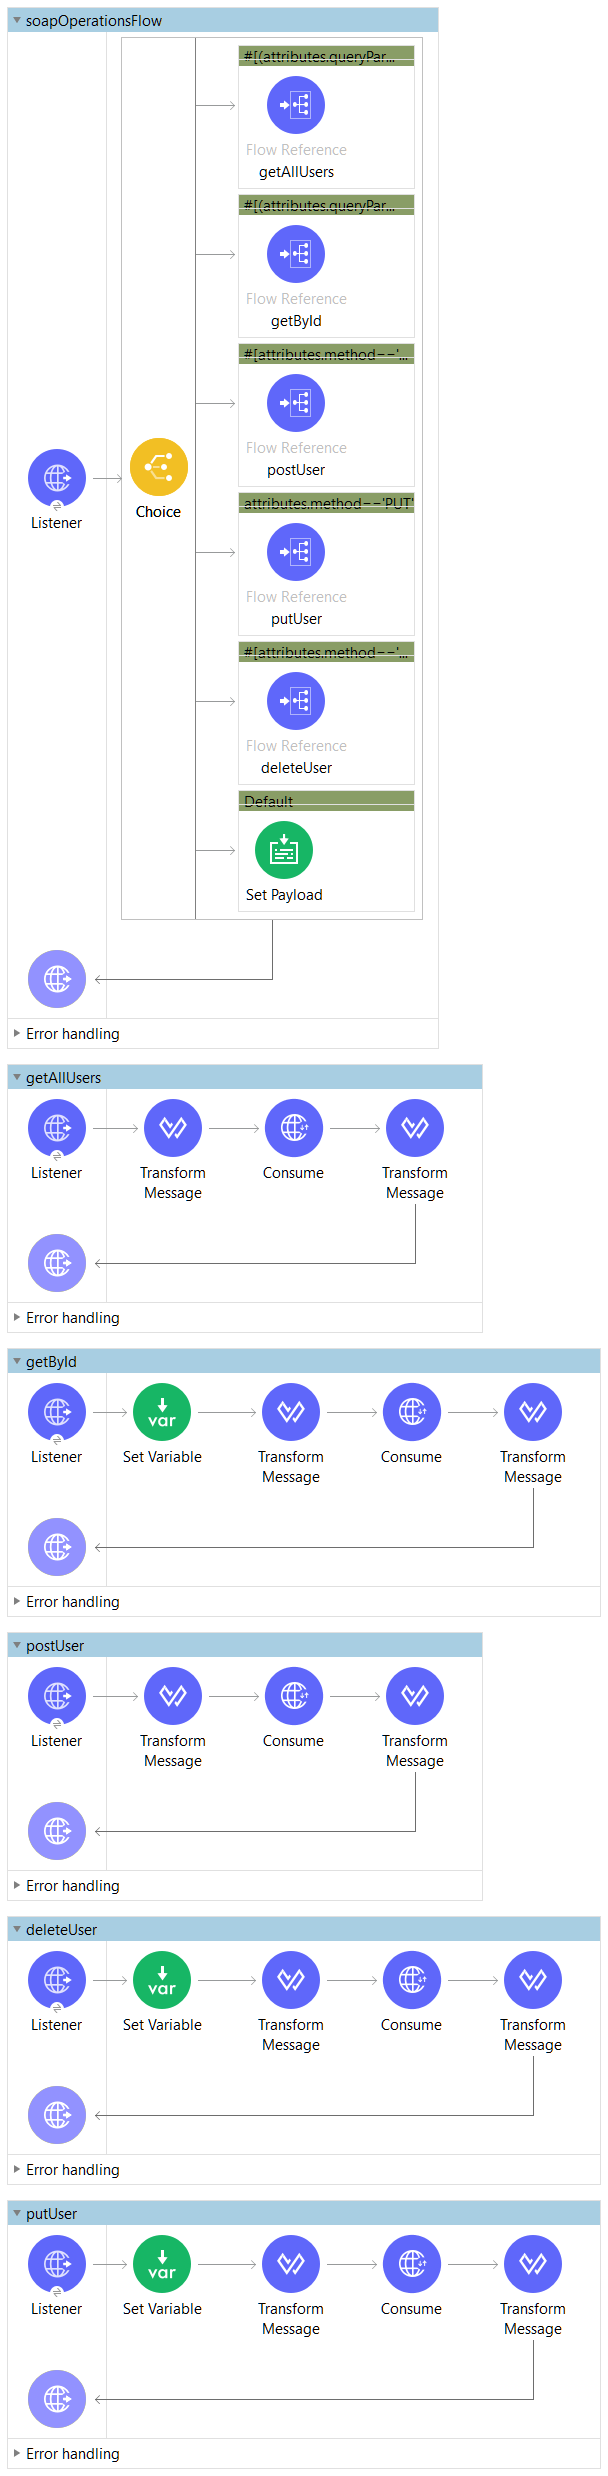 soapOperationsFlow
#[(attributes.queryPar...
Flow Reference
getAllUsers
#[(attributes.queryPar...
Flow Reference
getById
#[attributes.method=='...
Flow Reference
postUser
Listener
Choice
attributes.method=='PUT'
Flow Reference
putUser
#[attributes.method=='...
Flow Reference
deleteUser
Default
Set Payload
Error handling
getAllUsers
Listener
Transform
Message
Consume
Transform
Message
Error handling
getById
Listener
var
Set Variable
Transform
Message
Consume
Transform
Message
Error handling
postUser
Listener
Transform
Message
Consume
Transform
Message
Error handling
deleteUser
Listener
var
Set Variable
Transform
Message
Consume
Transform
Message
Error handling
putUser
Listener
var
Set Variable
Transform
Message
Consume
Transform
Message
Error handling